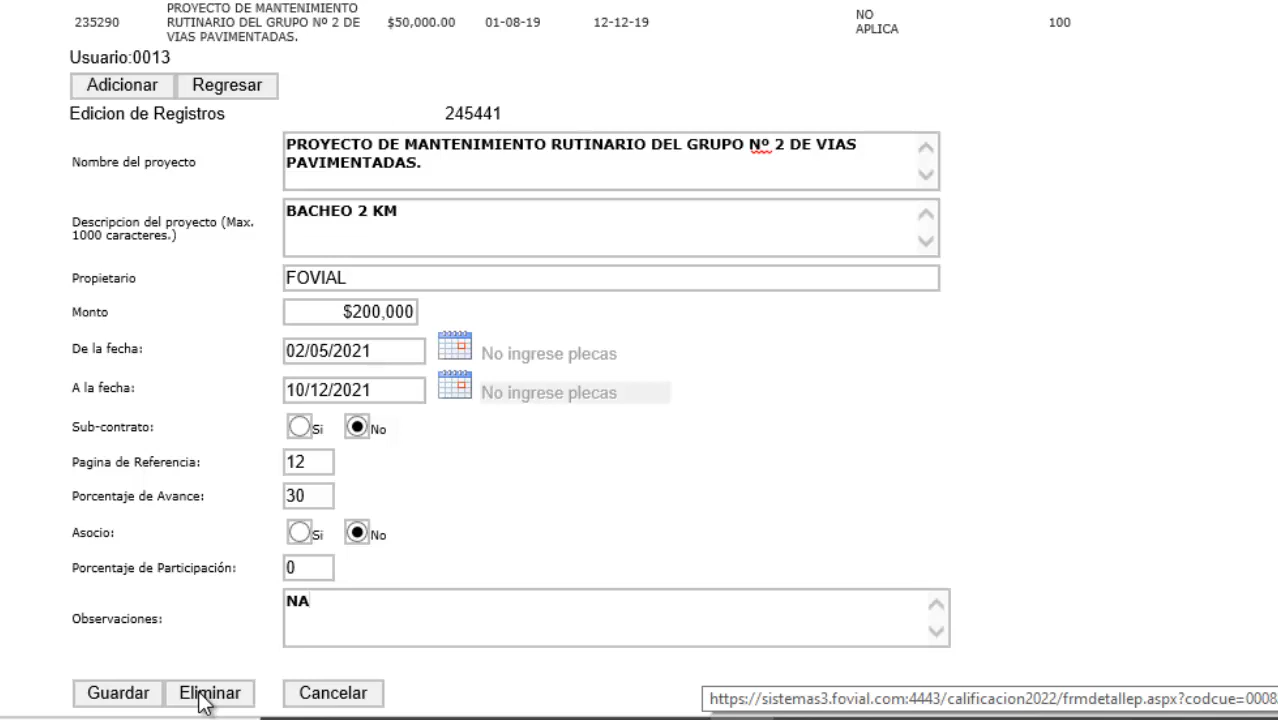 PROYECTO DE MANTENIMIENTO
235290 RUTINARIO DEL GRUPO Nº 2 DE $50,000.00 01-08-19 12-12-19 NO APLICA 100
VIAS PAVIMENTADAS.
Usuario:0013
Adicionar Regresar
Edicion de Registros 245441
Nombre del proyecto
PROYECTO DE MANTENIMIENTO RUTINARIO DEL GRUPO Nº 2 DE VIAS
PAVIMENTADAS.
Descripcion del proyecto (Max.
1000 caracteres.)
BACHEO 2 KM
Propietario FOVIAL
Monto $200,000
De la fecha: 02/05/2021 No ingrese plecas
A la fecha: 10/12/2021 No ingrese plecas
Sub-contrato: Si No
Pagina de Referencia: 12
Porcentaje de Avance: 30
Asocio: Si No
Porcentaje de Participación: 0
Observaciones: NA
Guardar Eliminar Cancelar
https://sistemas3.fovial.com:4443/calificacion2022/frmdetallep.aspx?codcue=0008